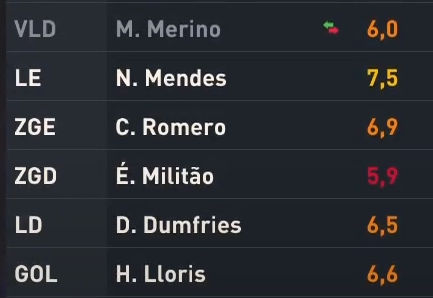 VLD M. Merino 6,0
LE N. Mendes 7,5
ZGE C. Romero 6,9
ZGD É. Militão 5,9
LD D. Dumfries 6,5
GOL H. Lloris 6,6